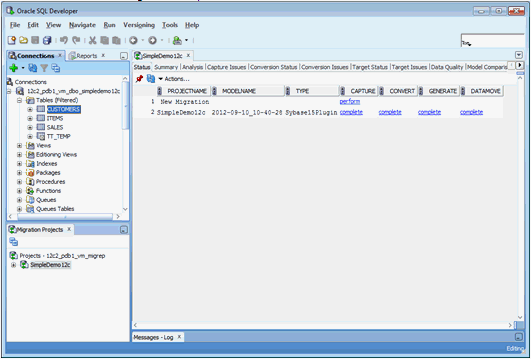 Oracle SQL Developer
File Edit View Navigate Run Versioning Tools Help
Connections Reports
Connections
12c2_pdb1_vm_dbo_simpledemo12c
Tables (Filtered)
CUSTOMERS
ITEMS
SALES
TT_TEMP
Views
Editioning Views
Indexes
Packages
Procedures
Functions
Queues
Queues Tables
Migration Projects
Projects - 12c2_pdb1_vm_migrep
SimpleDemo12c
SimpleDemo12c
Status Summary Analysis Capture Issues Conversion Status Conversion Issues Target Status Target Issues Data Quality Model Comparis
Actions...
PROJECTNAME MODELNAME TYPE CAPTURE CONVERT GENERATE DATAMOVE
1 New Migration perform
2 SimpleDemo12c 2012-09-10_10-40-28 Sybase15Plugin complete complete complete complete
Messages - Log
Editing